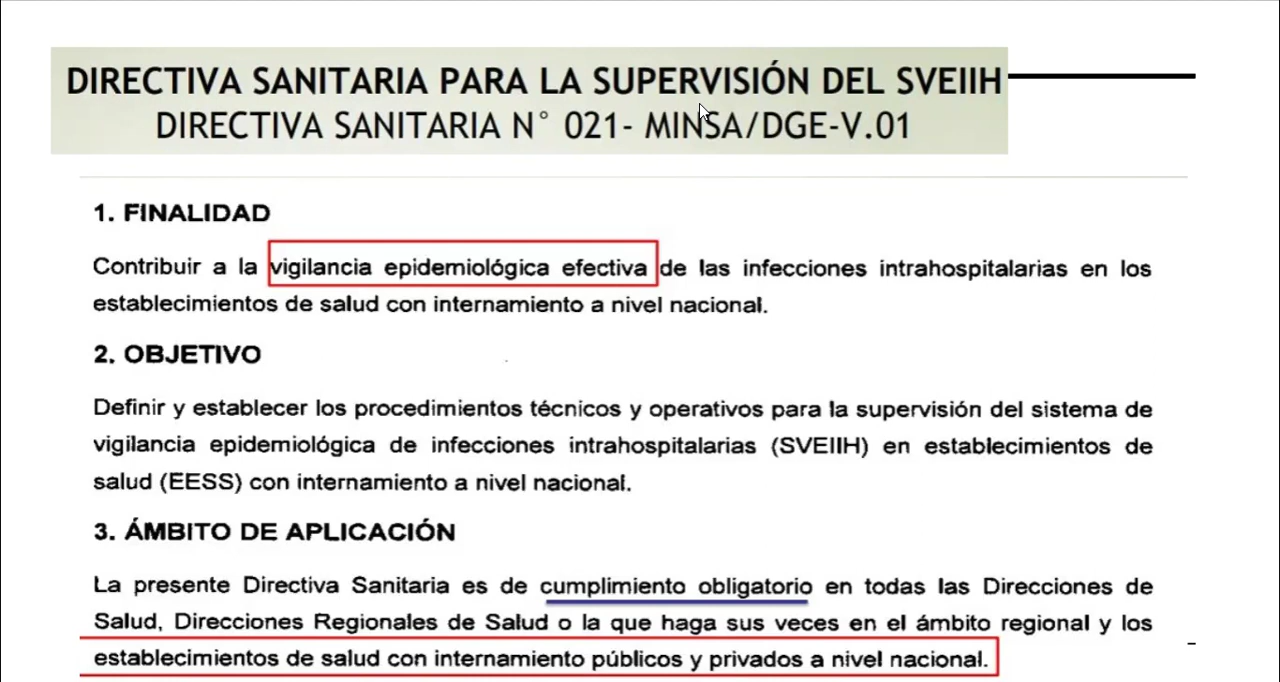 DIRECTIVA SANITARIA PARA LA SUPERVISIÓN DEL SVEIIH
DIRECTIVA SANITARIA N° 021- MINSA/DGE-V.01
1. FINALIDAD
Contribuir a la vigilancia epidemiológica efectiva de las infecciones intrahospitalarias en los
establecimientos de salud con internamiento a nivel nacional.
2. OBJETIVO
Definir y establecer los procedimientos técnicos y operativos para la supervisión del sistema de
vigilancia epidemiológica de infecciones intrahospitalarias (SVEIIH) en establecimientos de
salud (EESS) con internamiento a nivel nacional.
3. ÁMBITO DE APLICACIÓN
La presente Directiva Sanitaria es de cumplimiento obligatorio en todas las Direcciones de
Salud, Direcciones Regionales de Salud o la que haga sus veces en el ámbito regional y los
establecimientos de salud con internamiento públicos y privados a nivel nacional.